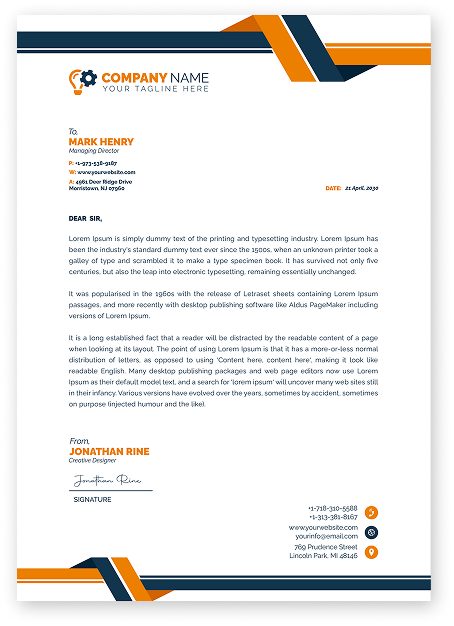 COMPANY NAME
YOUR TAGLINE HERE
To,
MARK HENRY
Managing Director
P: +1-973-538-9187
W: www.yourwebsite.com
A: 4961 Deer Ridge Drive
Morristown, NJ 07960
DATE: 21 April, 2030
DEAR SIR,
Lorem Ipsum is simply dummy text of the printing and typesetting industry. Lorem Ipsum has
been the industry's standard dummy text ever since the 1500s, when an unknown printer took a
galley of type and scrambled it to make a type specimen book. It has survived not only five
centuries, but also the leap into electronic typesetting, remaining essentially unchanged.
It was popularised in the 1960s with the release of Letraset sheets containing Lorem Ipsum
passages, and more recently with desktop publishing software like Aldus PageMaker including
versions of Lorem Ipsum.
It is a long established fact that a reader will be distracted by the readable content of a page
when looking at its layout. The point of using Lorem Ipsum is that it has a more-or-less normal
distribution of letters, as opposed to using 'Content here, content here', making it look like
readable English. Many desktop publishing packages and web page editors now use Lorem
Ipsum as their default model text, and a search for 'lorem ipsum' will uncover many web sites still
in their infancy. Various versions have evolved over the years, sometimes by accident, sometimes
on purpose (injected humour and the like).
From,
JONATHAN RINE
Creative Designer
Jonathan Rine
SIGNATURE
+1-718-310-5588
+1-313-381-8167
www.yourwebsite.com
yourinfo@email.com
769 Prudence Street
Lincoln Park, MI 48146